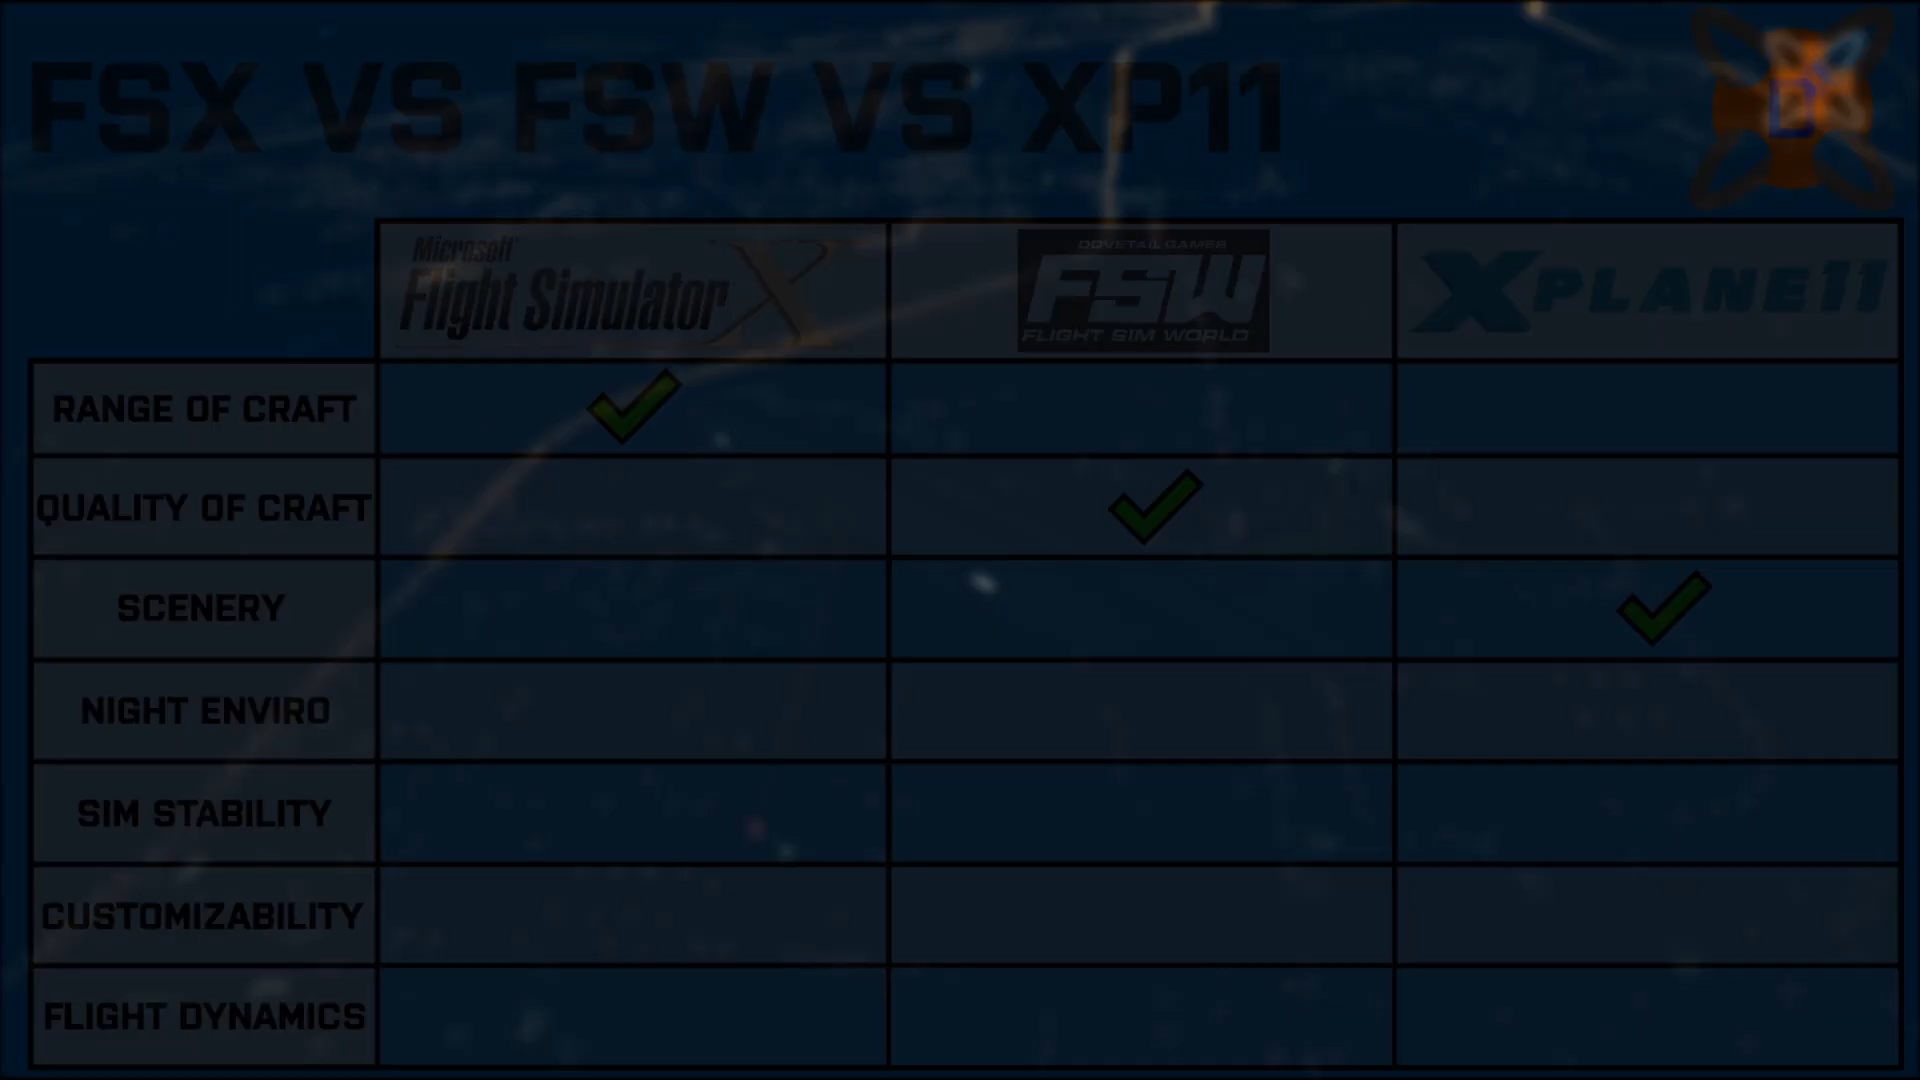 FSX VS FSW VS XP11
D
Microsoft
Flight Simulator X
DOVETAIL GAMES
FSW
FLIGHT SIM WORLD
XPLANE11
RANGE OF CRAFT
QUALITY OF CRAFT
SCENERY
NIGHT ENVIRO
SIM STABILITY
CUSTOMIZABILITY
FLIGHT DYNAMICS